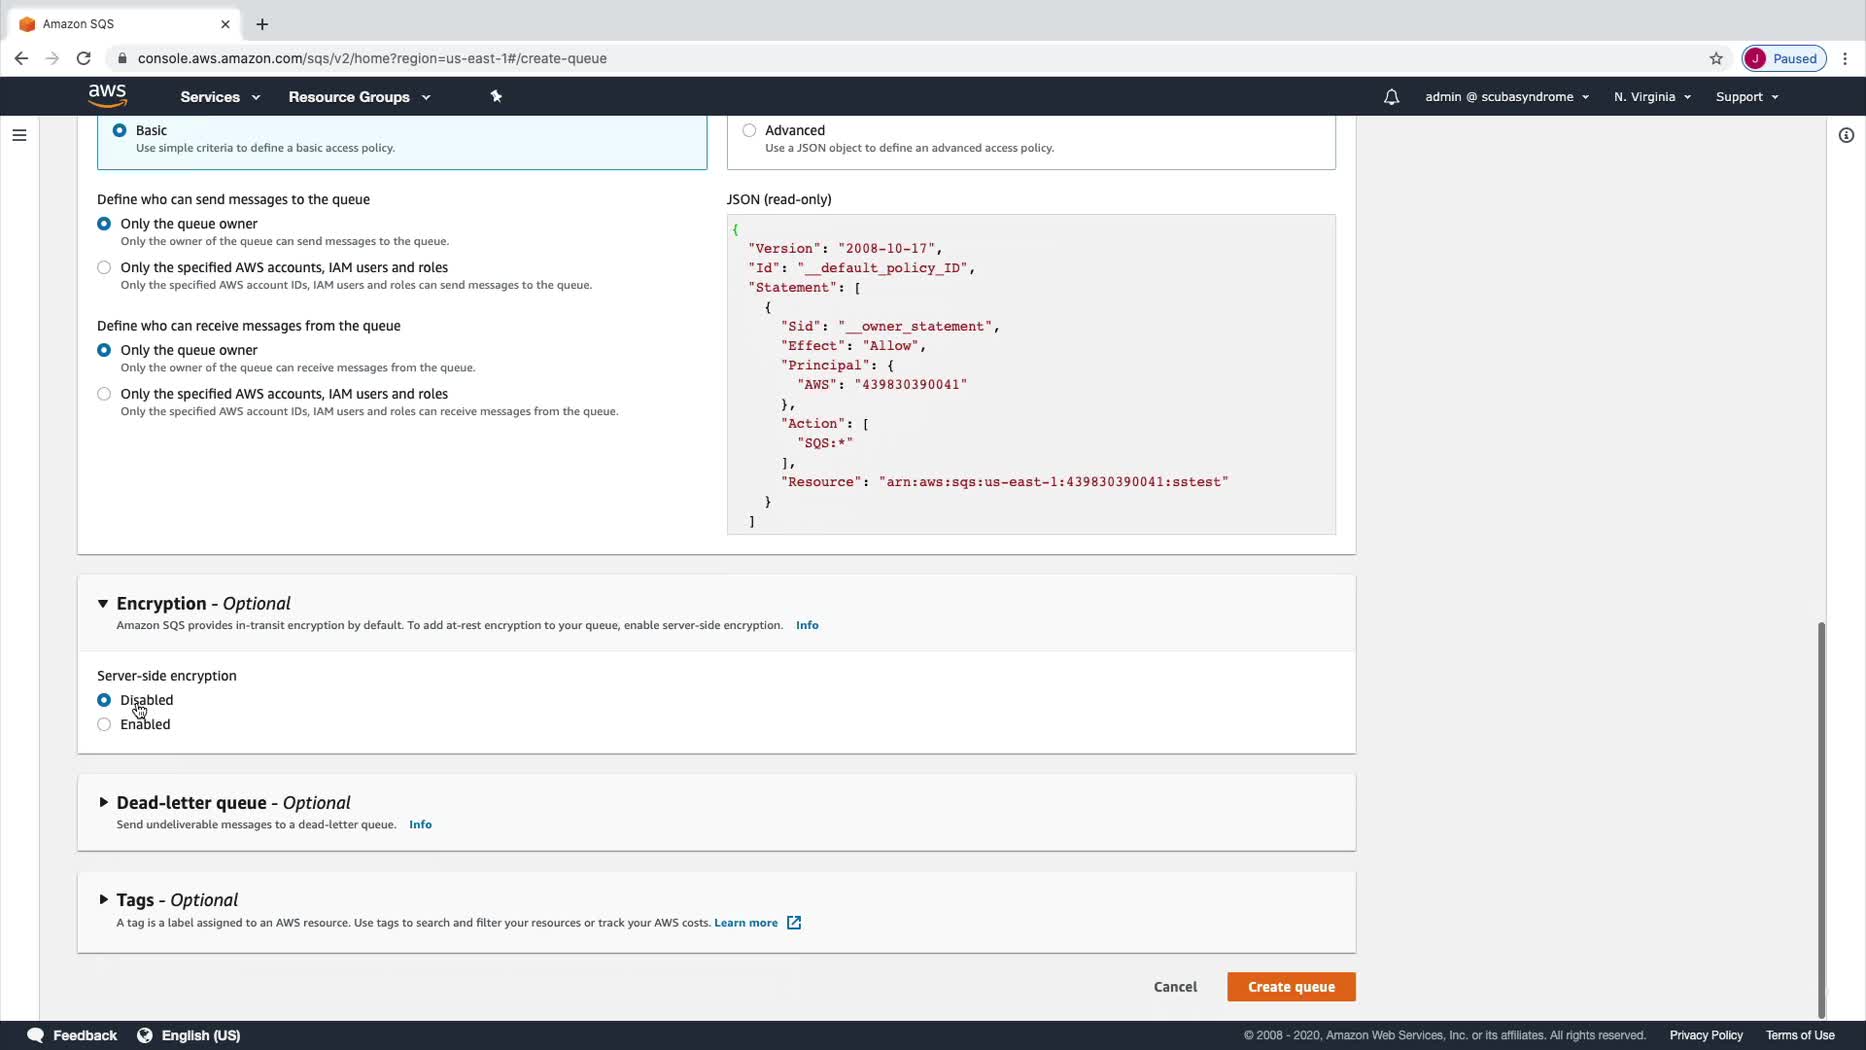 Amazon SQS
console.aws.amazon.com/sqs/v2/home?region=us-east-1#/create-queue
J Paused
aws Services Resource Groups admin @ scubasyndrome N. Virginia Support
Basic
Use simple criteria to define a basic access policy.
Advanced
Use a JSON object to define an advanced access policy.
Define who can send messages to the queue
Only the queue owner
Only the owner of the queue can send messages to the queue.
Only the specified AWS accounts, IAM users and roles
Only the specified AWS account IDs, IAM users and roles can send messages to the queue.
Define who can receive messages from the queue
Only the queue owner
Only the owner of the queue can receive messages from the queue.
Only the specified AWS accounts, IAM users and roles
Only the specified AWS account IDs, IAM users and roles can receive messages from the queue.
JSON (read-only)
{
"Version": "2008-10-17",
"Id": "__default_policy_ID",
"Statement": [
{
"Sid": "__owner_statement",
"Effect": "Allow",
"Principal": {
"AWS": "439830390041"
},
"Action": [
"SQS:*"
],
"Resource": "arn:aws:sqs:us-east-1:439830390041:sstest"
}
]
Encryption - Optional
Amazon SQS provides in-transit encryption by default. To add at-rest encryption to your queue, enable server-side encryption. Info
Server-side encryption
Disabled
Enabled
Dead-letter queue - Optional
Send undeliverable messages to a dead-letter queue. Info
Tags - Optional
A tag is a label assigned to an AWS resource. Use tags to search and filter your resources or track your AWS costs. Learn more
Cancel Create queue
Feedback English (US) © 2008 - 2020, Amazon Web Services, Inc. or its affiliates. All rights reserved. Privacy Policy Terms of Use